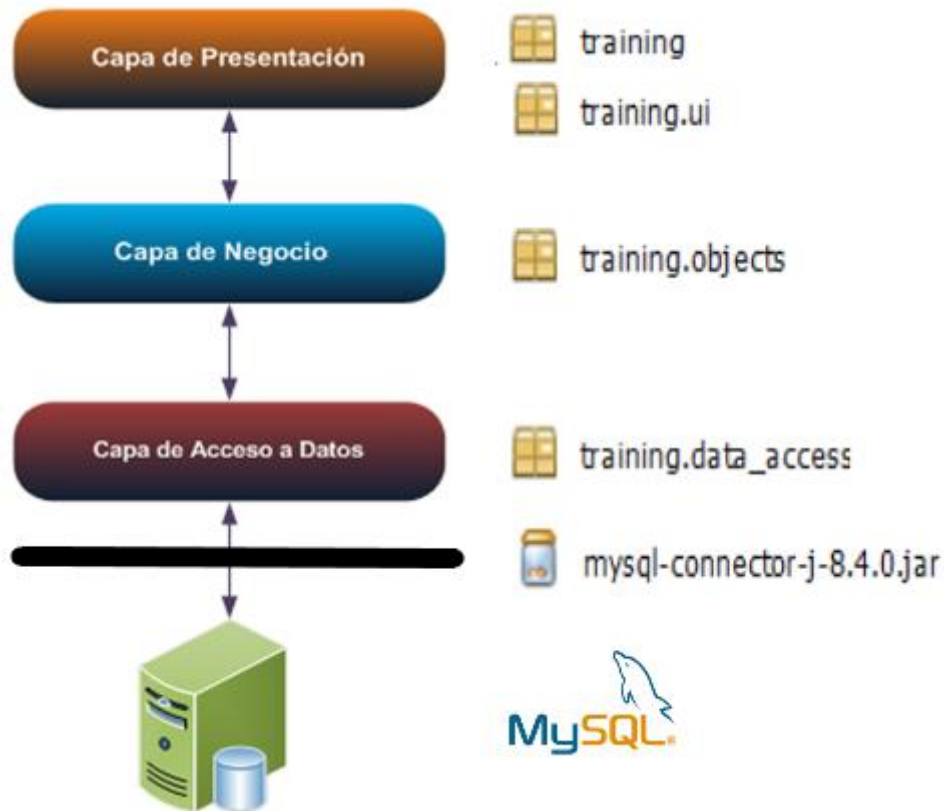 Capa de Presentación
training
training.ui
Capa de Negocio
training.objects
Capa de Acceso a Datos
training.data_access
mysql-connector-j-8.4.0.jar
MySQL